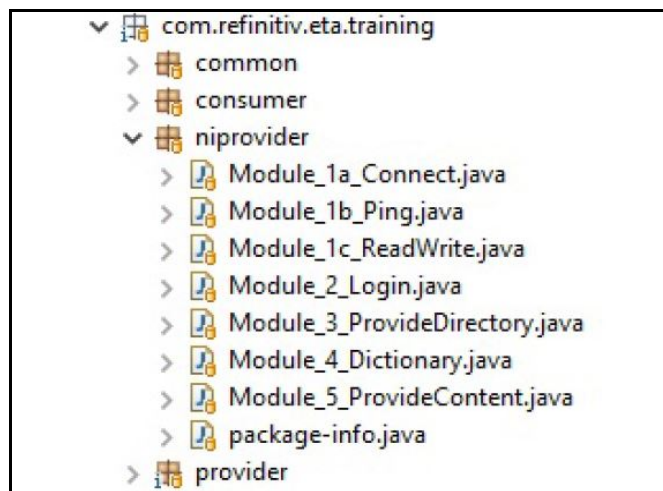 com.refinitiv.eta.training
common
consumer
niprovider
Module_1a_Connect.java
Module_1b_Ping.java
Module_1c_ReadWrite.java
Module_2_Login.java
Module_3_ProvideDirectory.java
Module_4_Dictionary.java
Module_5_ProvideContent.java
package-info.java
provider